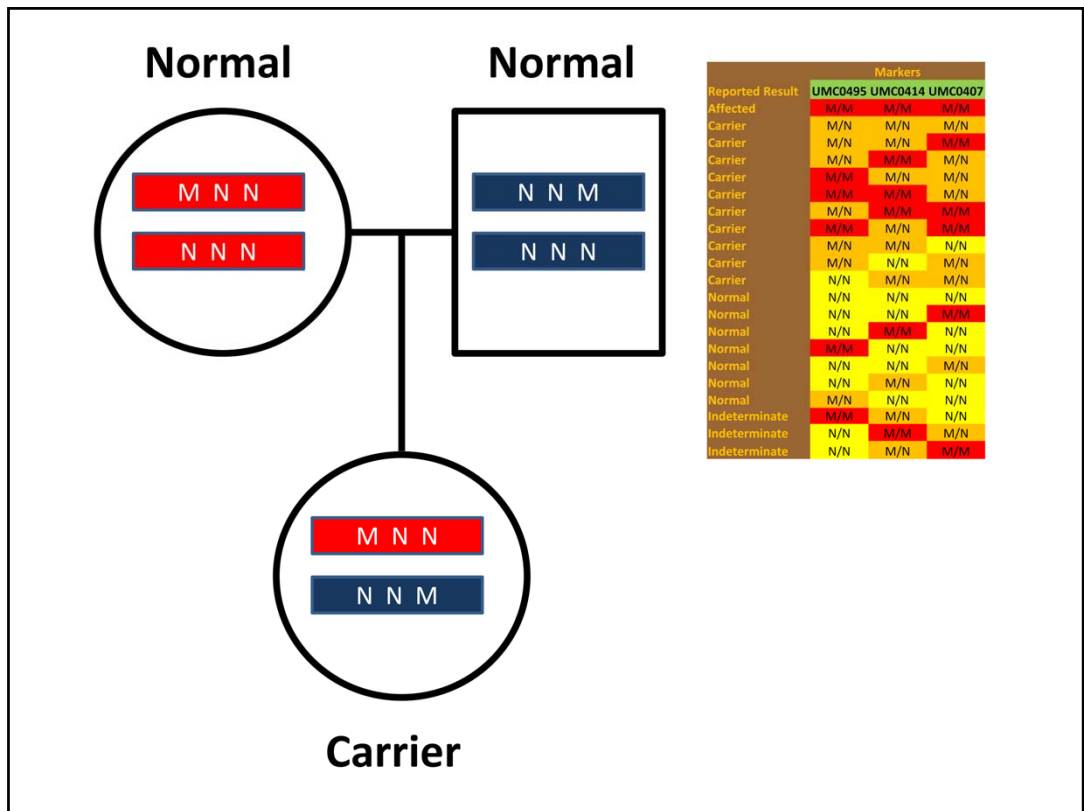 Normal
Normal
M N N
N N N
N N M
N N N
M N N
N N M
Carrier
Markers
Reported Result UMC0495 UMC0414 UMC0407
Affected M/M M/M M/M
Carrier M/N M/N M/N
Carrier M/N M/N M/M
Carrier M/N M/M M/N
Carrier M/M M/N M/N
Carrier M/M M/M M/N
Carrier M/N M/M M/M
Carrier M/M M/N M/M
Carrier M/N M/N N/N
Carrier M/N N/N M/N
Carrier N/N M/N M/N
Normal N/N N/N N/N
Normal N/N N/N M/M
Normal N/N M/M N/N
Normal M/M N/N N/N
Normal N/N N/N M/N
Normal N/N M/N N/N
Normal M/N N/N N/N
Indeterminate M/M M/N N/N
Indeterminate N/N M/M M/N
Indeterminate N/N M/N M/M